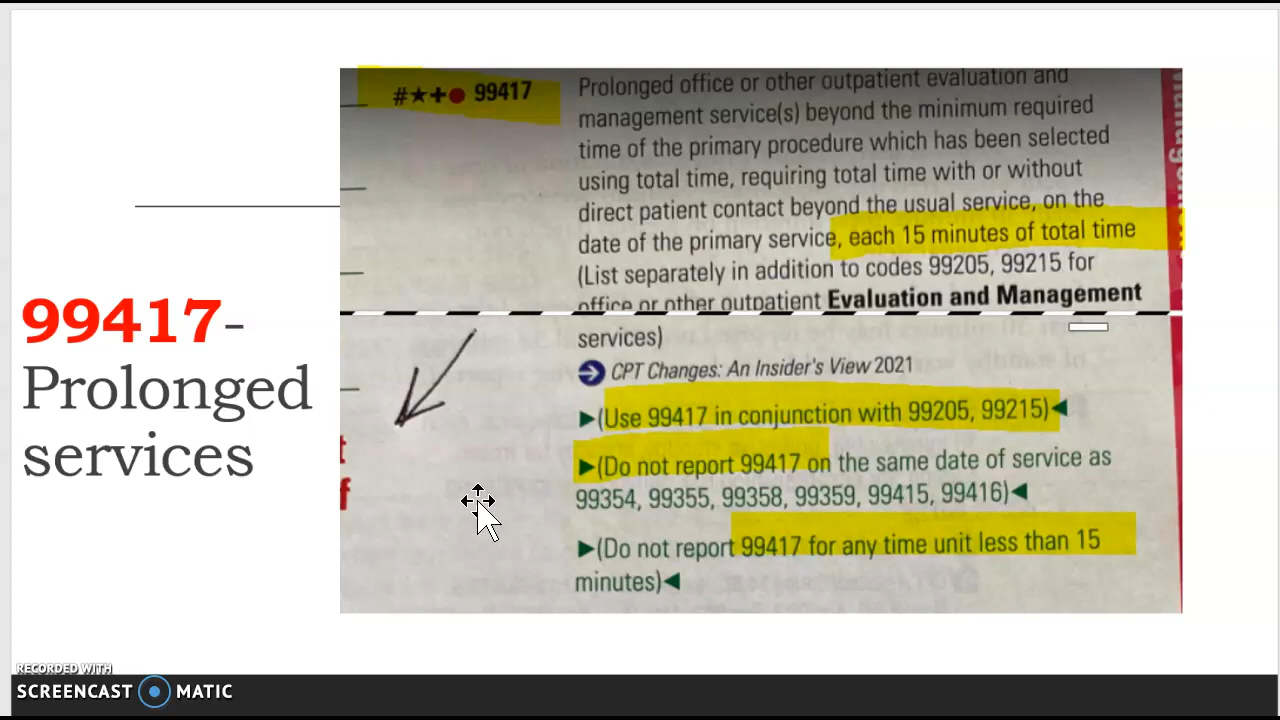 99417-
Prolonged
services
#★✚● 99417
Prolonged office or other outpatient evaluation and
management service(s) beyond the minimum required
time of the primary procedure which has been selected
using total time, requiring total time with or without
direct patient contact beyond the usual service, on the
date of the primary service, each 15 minutes of total time
(List separately in addition to codes 99205, 99215 for
office or other outpatient Evaluation and Management
services)
CPT Changes: An Insider's View 2021
▶(Use 99417 in conjunction with 99205, 99215)◀
▶(Do not report 99417 on the same date of service as
99354, 99355, 99358, 99359, 99415, 99416)◀
▶(Do not report 99417 for any time unit less than 15
minutes)◀
RECORDED WITH
SCREENCAST MATIC